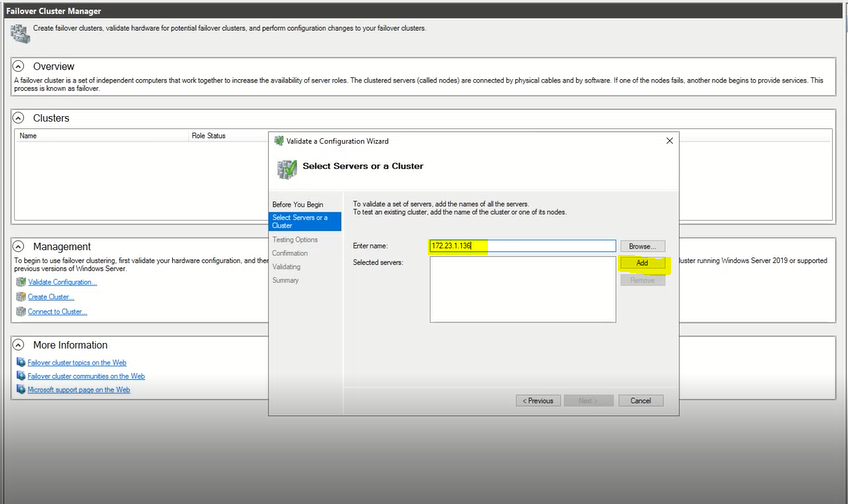 Failover Cluster Manager
Create failover clusters, validate hardware for potential failover clusters, and perform configuration changes to your failover clusters.
Overview
A failover cluster is a set of independent computers that work together to increase the availability of server roles. The clustered servers (called nodes) are connected by physical cables and by software. If one of the nodes fails, another node begins to provide services. This
process is known as failover.
Clusters
Name Role Status
Validate a Configuration Wizard
Select Servers or a Cluster
Before You Begin
Select Servers or a
Cluster
Testing Options
Confirmation
Validating
Summary
To validate a set of servers, add the names of all the servers.
To test an existing cluster, add the name of the cluster or one of its nodes.
Enter name: 172.23.1.136 Browse...
Selected servers: Add
Remove
< Previous Next > Cancel
Management
To begin to use failover clustering, first validate your hardware configuration, and then cluster running Windows Server 2019 or supported
previous versions of Windows Server.
Validate Configuration...
Create Cluster...
Connect to Cluster...
More Information
Failover cluster topics on the Web
Failover cluster communities on the Web
Microsoft support page on the Web